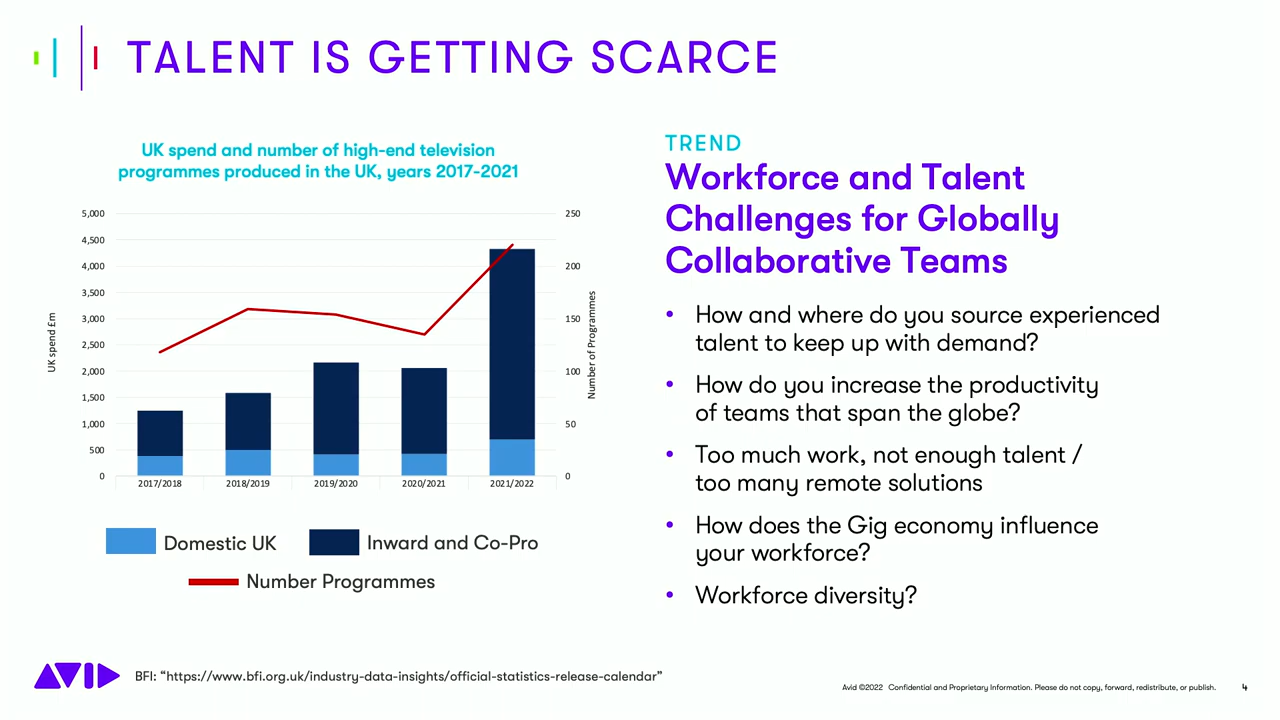 TALENT IS GETTING SCARCE
UK spend and number of high-end television
programmes produced in the UK, years 2017-2021
5,000
4,500
4,000
3,500
3,000
2,500
2,000
1,500
1,000
500
0
UK spend £m
250
200
150
100
50
0
Number of Programmes
2017/2018
2018/2019
2019/2020
2020/2021
2021/2022
Domestic UK
Inward and Co-Pro
Number Programmes
TREND
Workforce and Talent
Challenges for Globally
Collaborative Teams
• How and where do you source experienced
talent to keep up with demand?
• How do you increase the productivity
of teams that span the globe?
• Too much work, not enough talent /
too many remote solutions
• How does the Gig economy influence
your workforce?
• Workforce diversity?
AVID
BFI: “https://www.bfi.org.uk/industry-data-insights/official-statistics-release-calendar”
Avid ©2022 Confidential and Proprietary Information. Please do not copy, forward, redistribute, or publish.
4